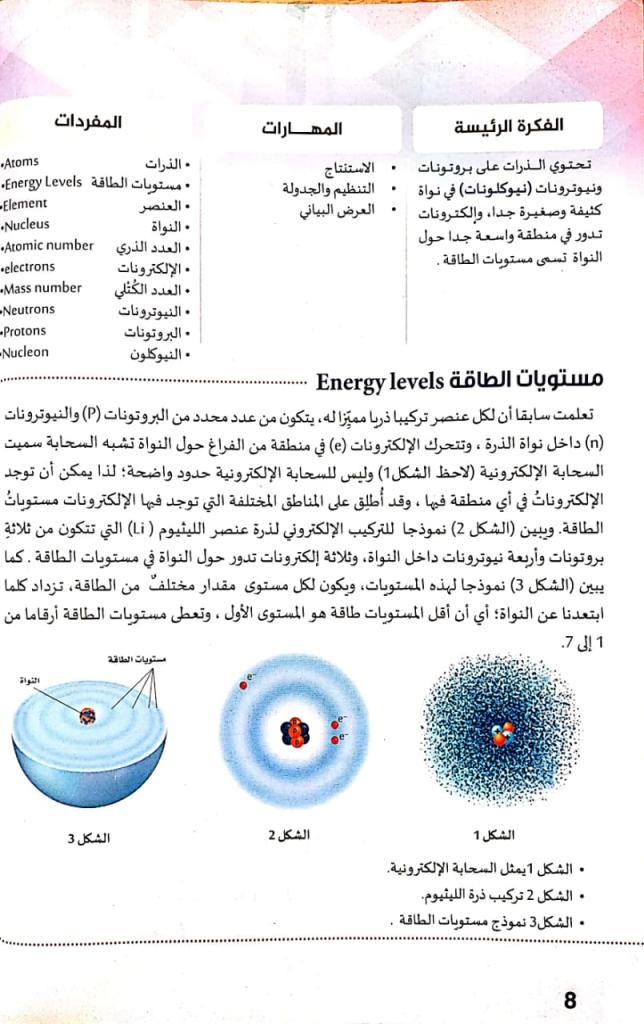 الفكرة الرئيسة
تحتوي الذرات على بروتونات
ونيوترونات (نيوكلونات) في نواة
كثيفة وصغيرة جدا، وإلكترونات
تدور في منطقة واسعة جدا حول
النواة تسمى مستويات الطاقة .
المهـــارات
• الاستنتاج
• التنظيم والجدولة
• العرض البياني
المفردات
• الذرات Atoms•
• مستويات الطاقة Energy Levels•
• العنصر Element•
• النواة Nucleus•
• العدد الذري Atomic number•
• الإلكترونات electrons•
• العدد الكُتْلي Mass number•
• النيوترونات Neutrons•
• البروتونات Protons•
• النيوكلون Nucleon•
مستويات الطاقة Energy levels
تعلمت سابقا أن لكل عنصر تركيبا ذريا مميِّزا له، يتكون من عدد محدد من البروتونات (P) والنيوترونات
(n) داخل نواة الذرة ، وتتحرك الإلكترونات (e) في منطقة من الفراغ حول النواة تشبه السحابة سميت
السحابة الإلكترونية (لاحظ الشكل1) وليس للسحابة الإلكترونية حدود واضحة؛ لذا يمكن أن توجد
الإلكتروناتُ في أي منطقة فيها ، وقد أُطلِق على المناطق المختلفة التي توجد فيها الإلكترونات مستوياتُ
الطاقة. ويبين (الشكل 2) نموذجا للتركيب الإلكتروني لذرة عنصر الليثيوم ( Li) التي تتكون من ثلاثةِ
بروتونات وأربعة نيوترونات داخل النواة، وثلاثة إلكترونات تدور حول النواة في مستويات الطاقة . كما
يبين (الشكل 3) نموذجا لهذه المستويات، ويكون لكل مستوى مقدار مختلفٌ من الطاقة، تزداد كلما
ابتعدنا عن النواة؛ أي أن أقل المستويات طاقة هو المستوى الأول ، وتعطى مستويات الطاقة أرقاما من
1 إلى 7.
e⁻
e⁻
e⁻
مستويات الطاقة
النواة
الشكل 1
الشكل 2
الشكل 3
• الشكل 1يمثل السحابة الإلكترونية.
• الشكل 2 تركيب ذرة الليثيوم.
• الشكل3 نموذج مستويات الطاقة .
8